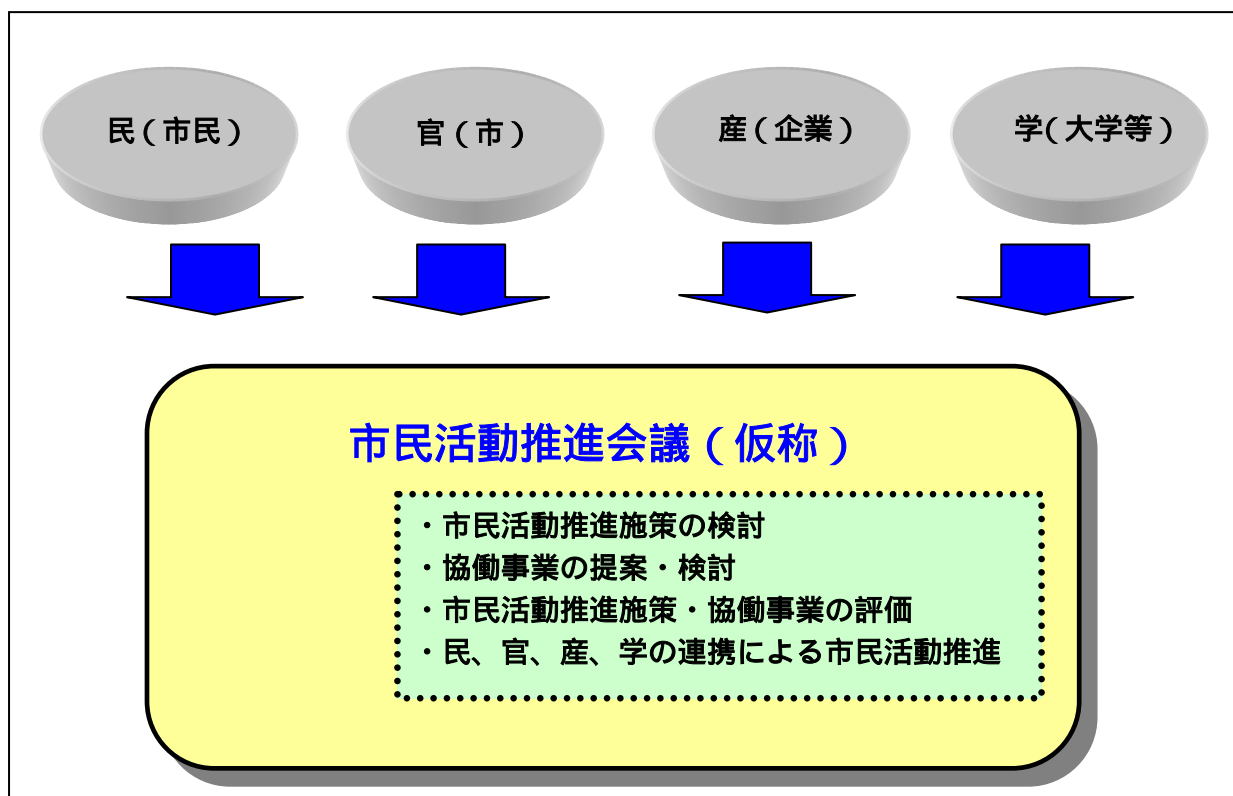 民（市民）
官（市）
産（企業）
学（大学等）
市民活動推進会議（仮称）
・市民活動推進施策の検討
・協働事業の提案・検討
・市民活動推進施策・協働事業の評価
・民、官、産、学の連携による市民活動推進